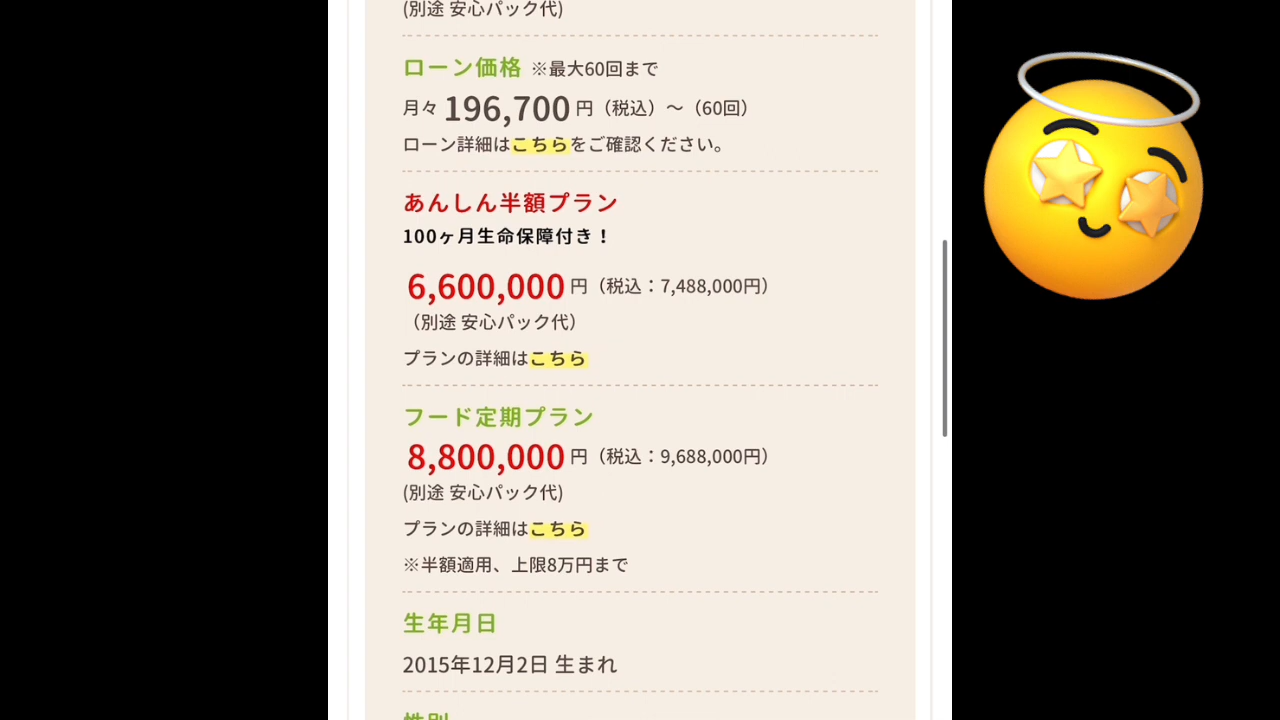 (別途 安心パック代)
ローン価格 ※最大60回まで
月々 196,700 円（税込）～（60回）
ローン詳細はこちらをご確認ください。
あんしん半額プラン
100ヶ月生命保障付き！
6,600,000 円（税込：7,488,000円）
（別途 安心パック代）
プランの詳細はこちら
フード定期プラン
8,800,000 円（税込：9,688,000円）
(別途 安心パック代)
プランの詳細はこちら
※半額適用、上限8万円まで
生年月日
2015年12月2日 生まれ
性別